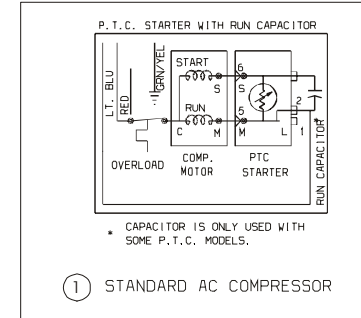 P.T.C. STARTER WITH RUN CAPACITOR
LT. BLU
RED
GRN/YEL
START
S
6
S
2
RUN
C
M
5
M
L
1
*
OVERLOAD
COMP.
MOTOR
PTC
STARTER
RUN CAPACITOR
* CAPACITOR IS ONLY USED WITH
SOME P.T.C. MODELS.
1 STANDARD AC COMPRESSOR